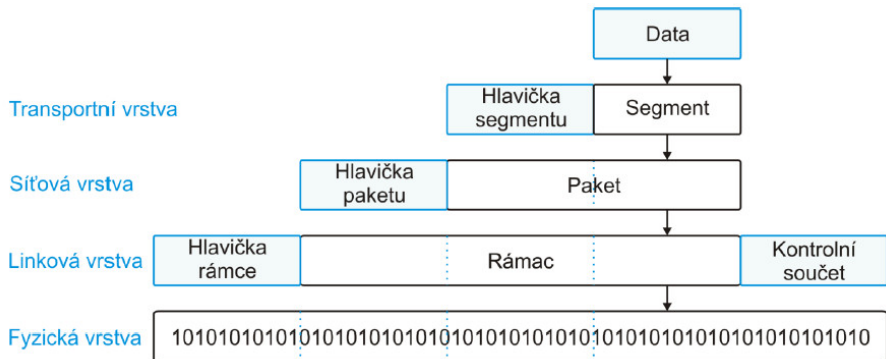 Data
Transportní vrstva
Hlavička
segmentu
Segment
Síťová vrstva
Hlavička
paketu
Paket
Linková vrstva
Hlavička
rámce
Rámac
Kontrolní
součet
Fyzická vrstva
1010101010101010101010101010101010101010101010101010101010101010